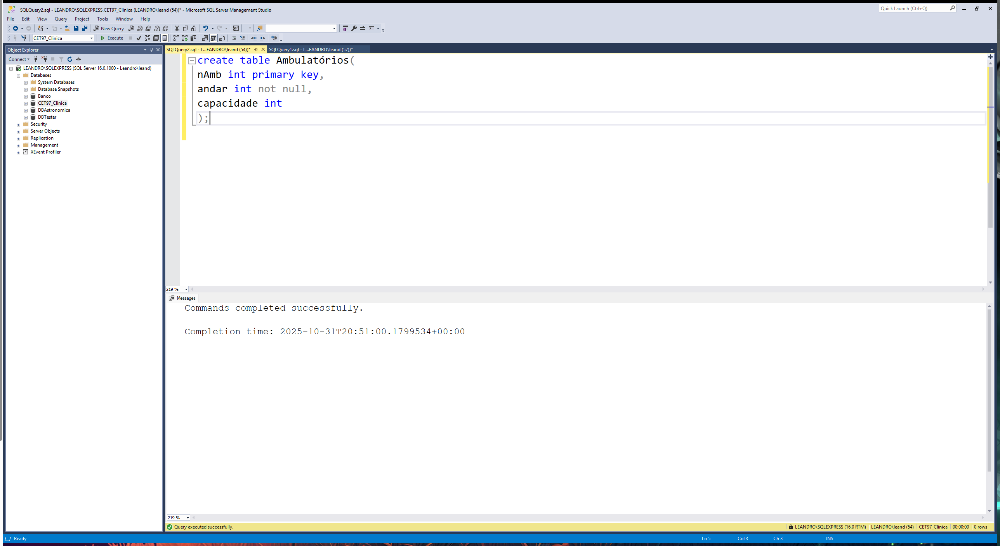 SQLQuery2.sql - LEANDRO\SQLEXPRESS.CET97_Clinica (LEANDRO\leand (54))* - Microsoft SQL Server Management Studio
Quick Launch (Ctrl+Q)
File Edit View Query Project Tools Window Help
New Query
CET97_Clinica
Execute
Object Explorer
Connect
LEANDRO\SQLEXPRESS (SQL Server 16.0.1000 - Leandro\leand)
Databases
System Databases
Database Snapshots
Banco
CET97_Clinica
DBAstronomica
DBTester
Security
Server Objects
Replication
Management
XEvent Profiler
SQLQuery2.sql - L...EANDRO\leand (54))*
SQLQuery1.sql - L...EANDRO\leand (57))*
create table Ambulatórios(
nAmb int primary key,
andar int not null,
capacidade int
);
219 %
Messages
Commands completed successfully.
Completion time: 2025-10-31T20:51:00.1799534+00:00
219 %
Query executed successfully.
LEANDRO\SQLEXPRESS (16.0 RTM) LEANDRO\leand (54) CET97_Clinica 00:00:00 0 rows
Ready
Ln 5 Col 3 Ch 3 INS